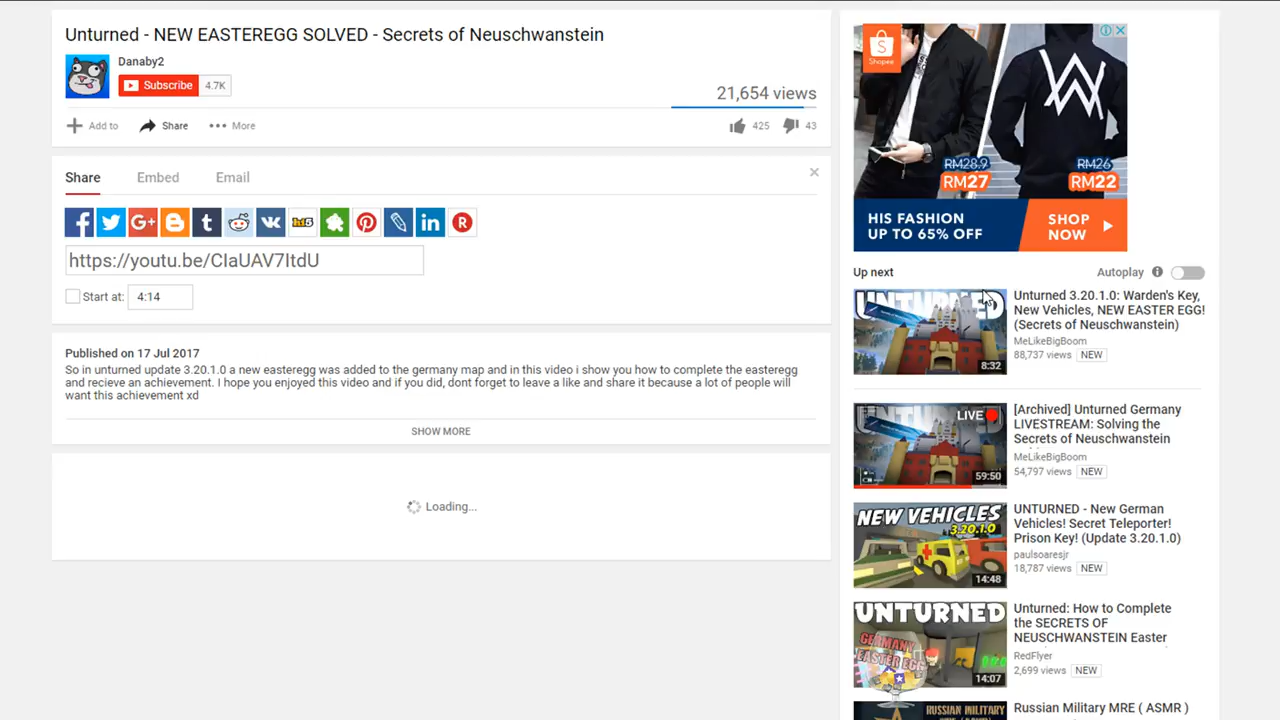 Unturned - NEW EASTEREGG SOLVED - Secrets of Neuschwanstein
Danaby2
Subscribe 4.7K
21,654 views
Add to Share More 425 43
Share Embed Email
f G+ B t hi5 in R
https://youtu.be/CIaUAV7ItdU
Start at: 4:14
Published on 17 Jul 2017
So in unturned update 3.20.1.0 a new easteregg was added to the germany map and in this video i show you how to complete the easteregg
and recieve an achievement. I hope you enjoyed this video and if you did, dont forget to leave a like and share it because a lot of people will
want this achievement xd
SHOW MORE
Loading...
S
Shopee
RM28.9
RM27
RM26
RM22
HIS FASHION
UP TO 65% OFF
SHOP
NOW
Up next Autoplay
UNTURNED
8:32
Unturned 3.20.1.0: Warden's Key,
New Vehicles, NEW EASTER EGG!
(Secrets of Neuschwanstein)
MeLikeBigBoom
88,737 views NEW
LIVE
59:50
[Archived] Unturned Germany
LIVESTREAM: Solving the
Secrets of Neuschwanstein
MeLikeBigBoom
54,797 views NEW
NEW VEHICLES
3.20.1.0
14:48
UNTURNED - New German
Vehicles! Secret Teleporter!
Prison Key! (Update 3.20.1.0)
paulsoaresjr
18,787 views NEW
UNTURNED
GERMANY
EASTER EGG
14:07
Unturned: How to Complete
the SECRETS OF
NEUSCHWANSTEIN Easter
RedFlyer
2,699 views NEW
RUSSIAN MILITARY
Russian Military MRE ( ASMR )